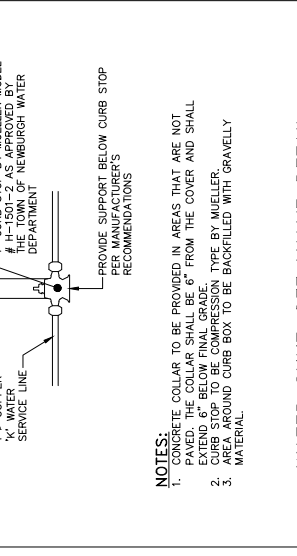 # H-1501-2 AS APPROVED BY
THE TOWN OF NEWBURGH WATER
DEPARTMENT
'K' WATER
SERVICE LINE
PROVIDE SUPPORT BELOW CURB STOP
PER MANUFACTURER'S
RECOMMENDATIONS
NOTES:
1. CONCRETE COLLAR TO BE PROVIDED IN AREAS THAT ARE NOT
PAVED. THE COLLAR SHALL BE 6" FROM THE COVER AND SHALL
EXTEND 6" BELOW FINAL GRADE.
2. CURB STOP TO BE COMPRESSION TYPE BY MUELLER.
3. AREA AROUND CURB BOX TO BE BACKFILLED WITH GRAVELLY
MATERIAL.